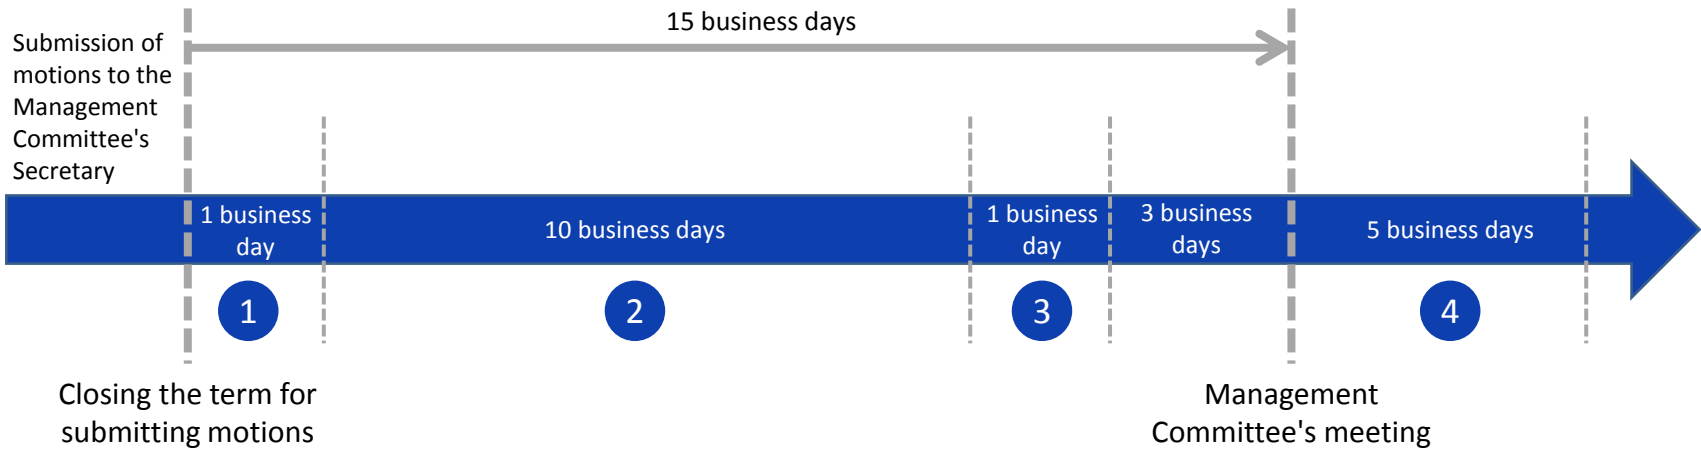 15 business days
Submission of
motions to the
Management
Committee's
Secretary
1 business
day
10 business days
1 business
day
3 business
days
5 business days
1
2
3
4
Closing the term for
submitting motions
Management
Committee's meeting